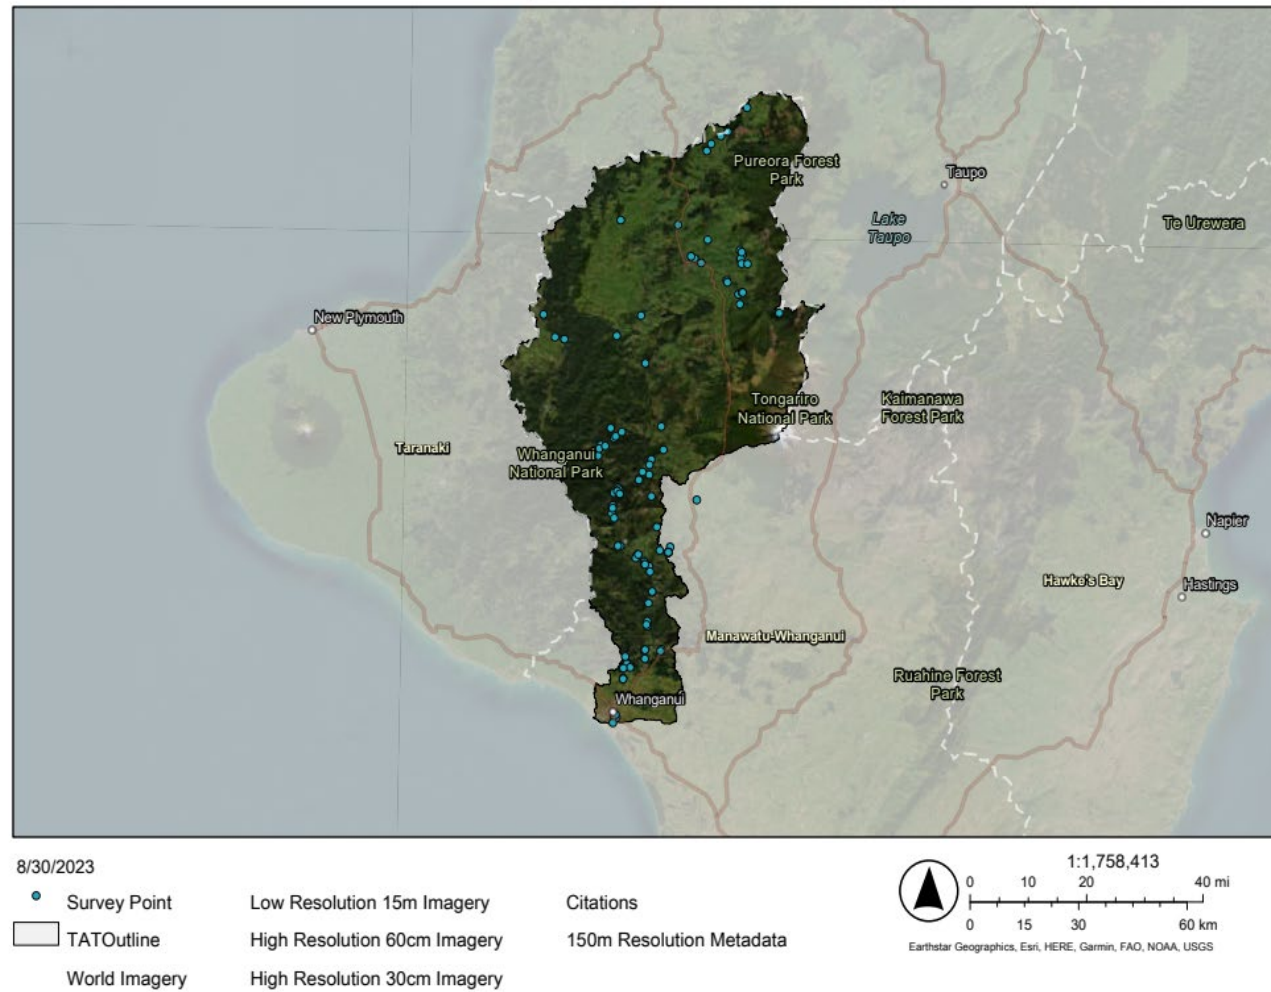 Pureora Forest
Park
Taupo
Lake
Taupo
Te Urewera
New Plymouth
Tongariro
National Park
Kaimanawa
Forest Park
Taranaki
Whanganui
National Park
Napier
Hawke's Bay
Hastings
Manawatu-Whanganui
Ruahine Forest
Park
Whanganui
8/30/2023
Survey Point
TATOutline
World Imagery
Low Resolution 15m Imagery
High Resolution 60cm Imagery
High Resolution 30cm Imagery
Citations
150m Resolution Metadata
1:1,758,413
0 10 20 40 mi
0 15 30 60 km
Earthstar Geographics, Esri, HERE, Garmin, FAO, NOAA, USGS